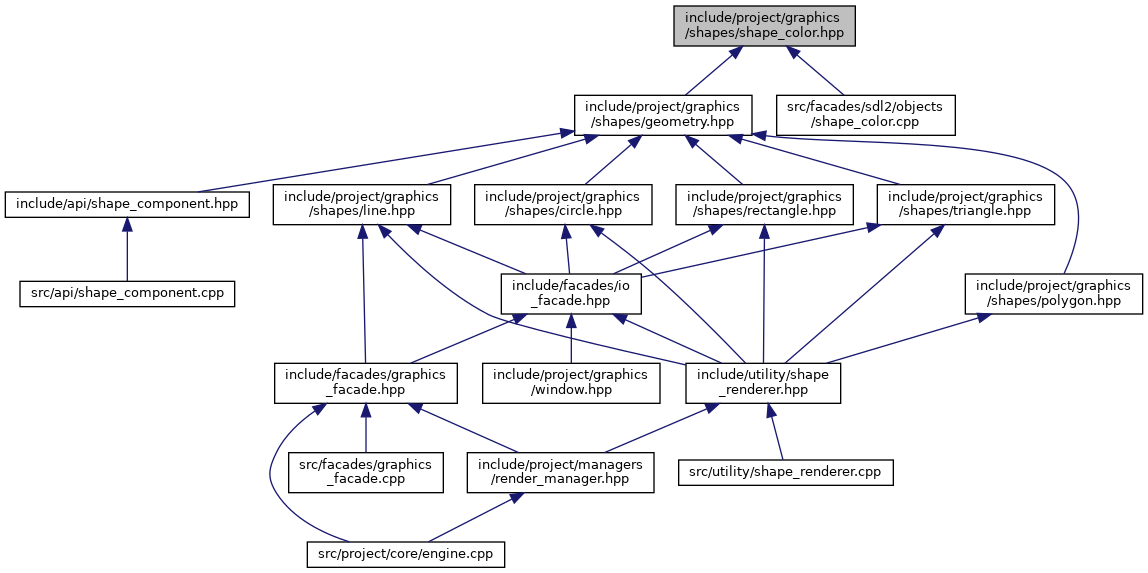 include/project/graphics
/shapes/shape_color.hpp
include/project/graphics
/shapes/geometry.hpp
src/facades/sdl2/objects
/shape_color.cpp
include/api/shape_component.hpp
include/project/graphics
/shapes/line.hpp
include/project/graphics
/shapes/circle.hpp
include/project/graphics
/shapes/rectangle.hpp
include/project/graphics
/shapes/triangle.hpp
src/api/shape_component.cpp
include/facades/io
_facade.hpp
include/project/graphics
/shapes/polygon.hpp
include/facades/graphics
_facade.hpp
include/project/graphics
/window.hpp
include/utility/shape
_renderer.hpp
src/facades/graphics
_facade.cpp
include/project/managers
/render_manager.hpp
src/utility/shape_renderer.cpp
src/project/core/engine.cpp